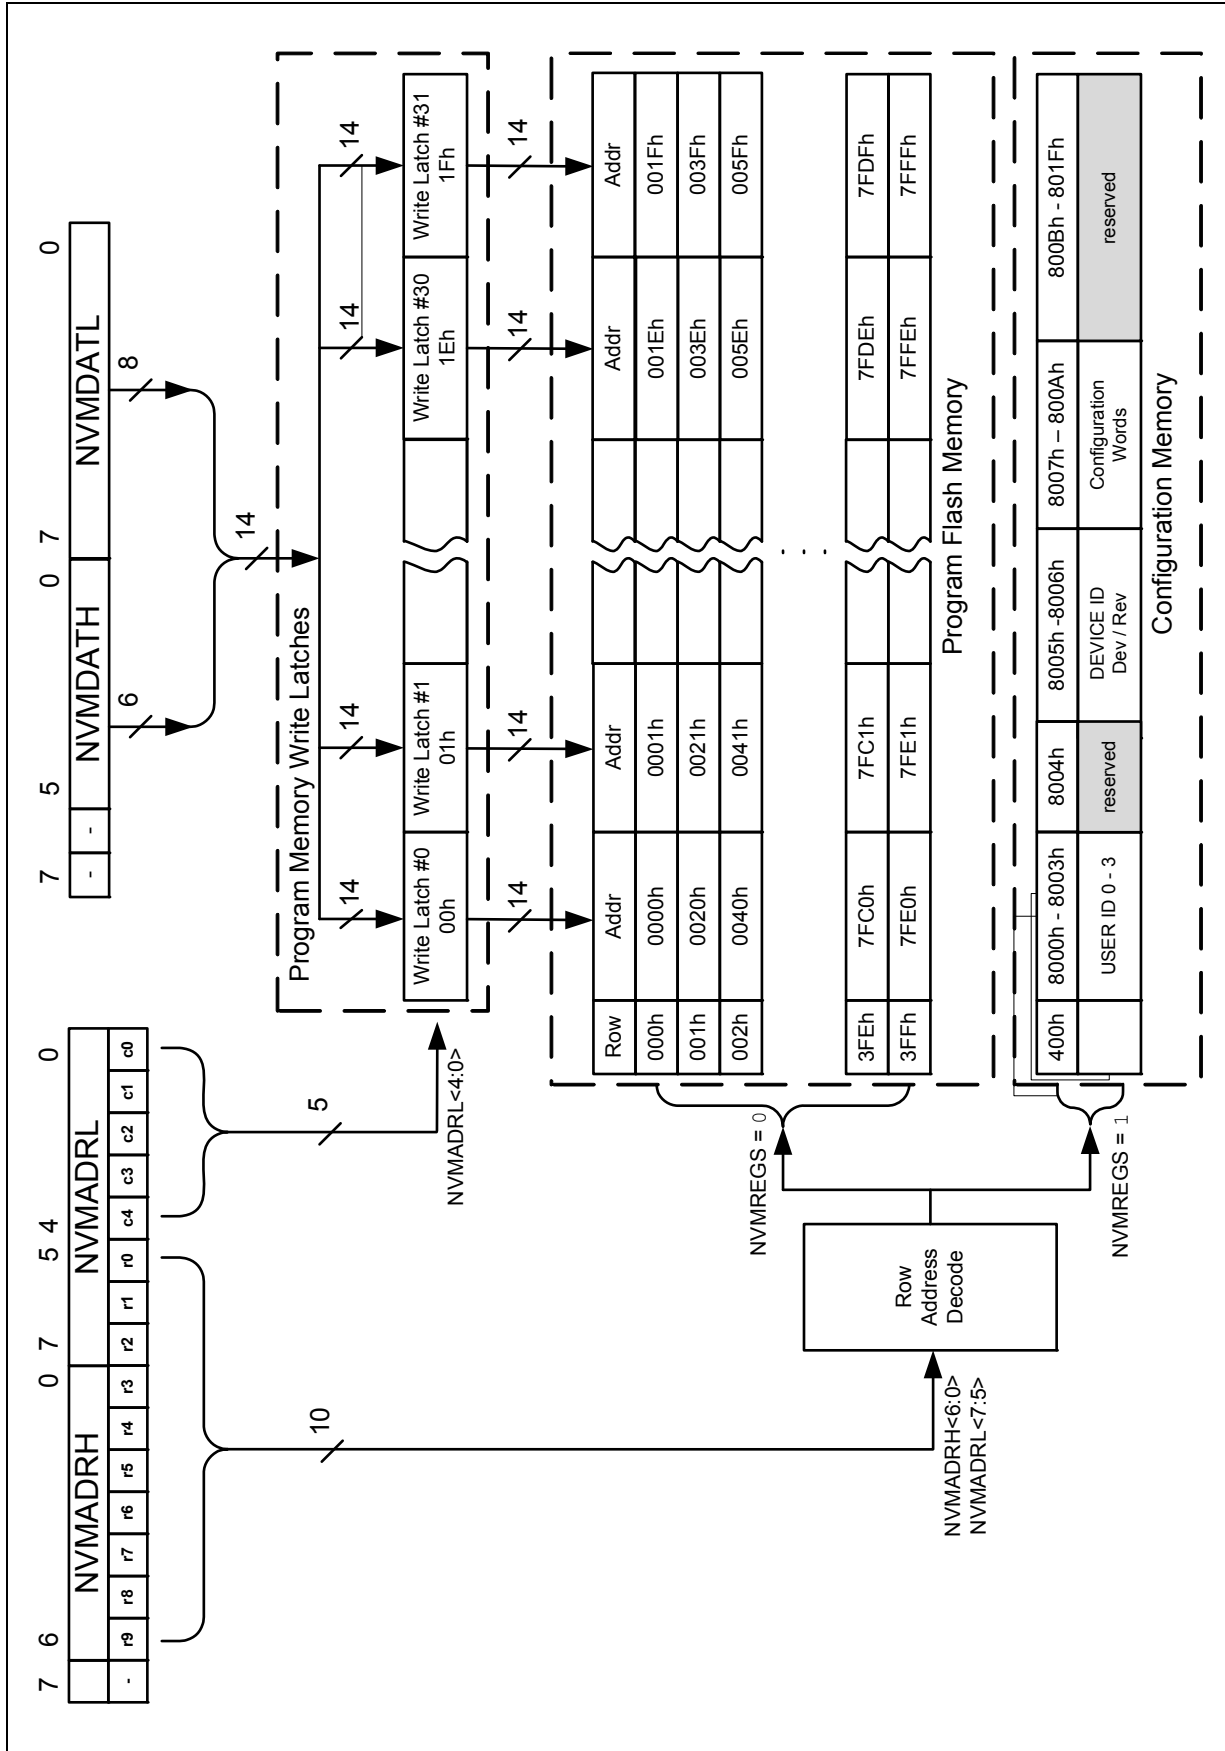 7 6 0 7 5 4 0
NVMADRH NVMADRL
- r9 r8 r7 r6 r5 r4 r3 r2 r1 r0 c4 c3 c2 c1 c0
7 5 0 7 0
- - NVMDATH NVMDATL
6 8
14
10
5
NVMADRL<4:0>
Program Memory Write Latches
14 14 14 14
Write Latch #0 Write Latch #1 Write Latch #30 Write Latch #31
00h 01h 1Eh 1Fh
14 14 14 14
Row Addr Addr Addr Addr
000h 0000h 0001h 001Eh 001Fh
001h 0020h 0021h 003Eh 003Fh
002h 0040h 0041h 005Eh 005Fh
. . .
3FEh 7FC0h 7FC1h 7FDEh 7FDFh
3FFh 7FE0h 7FE1h 7FFEh 7FFFh
Program Flash Memory
NVMREGS = 0
Row
Address
Decode
NVMADRH<6:0>
NVMADRL<7:5>
NVMREGS = 1
400h 8000h - 8003h 8004h 8005h -8006h 8007h – 800Ah 800Bh - 801Fh
USER ID 0 - 3 reserved DEVICE ID Configuration reserved
Dev / Rev Words
Configuration Memory